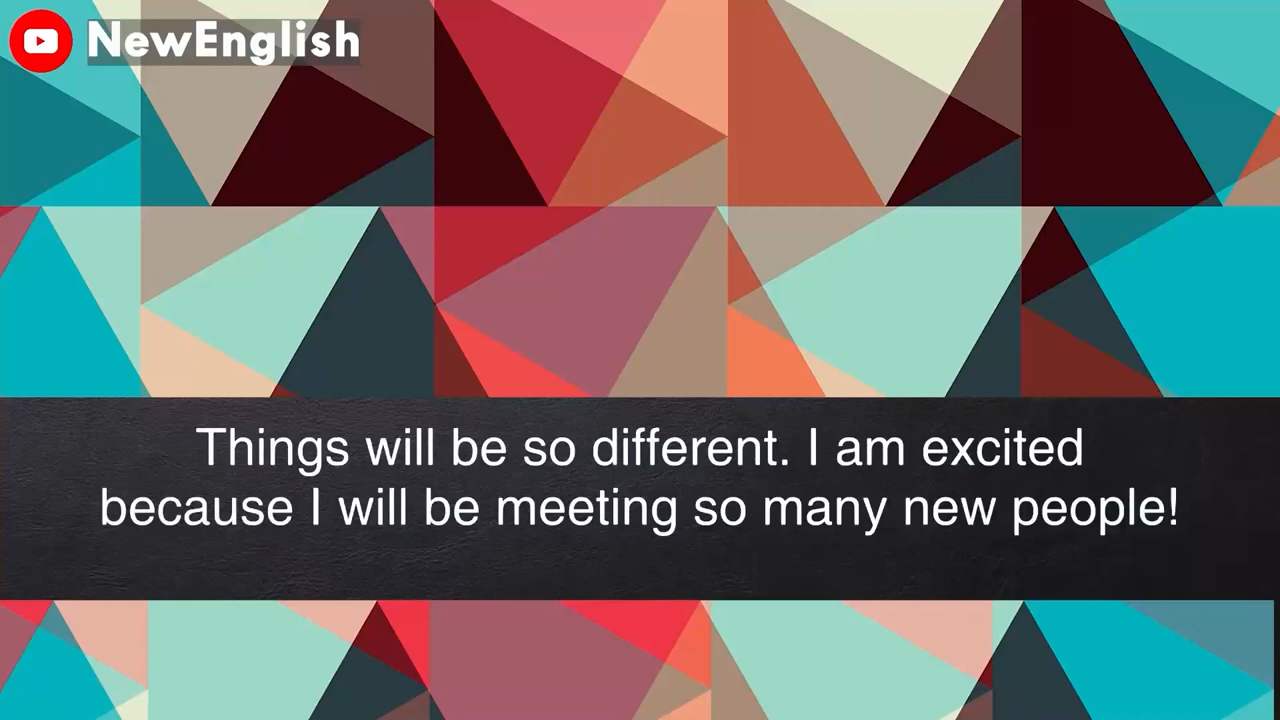 NewEnglish
Things will be so different. I am excited
because I will be meeting so many new people!